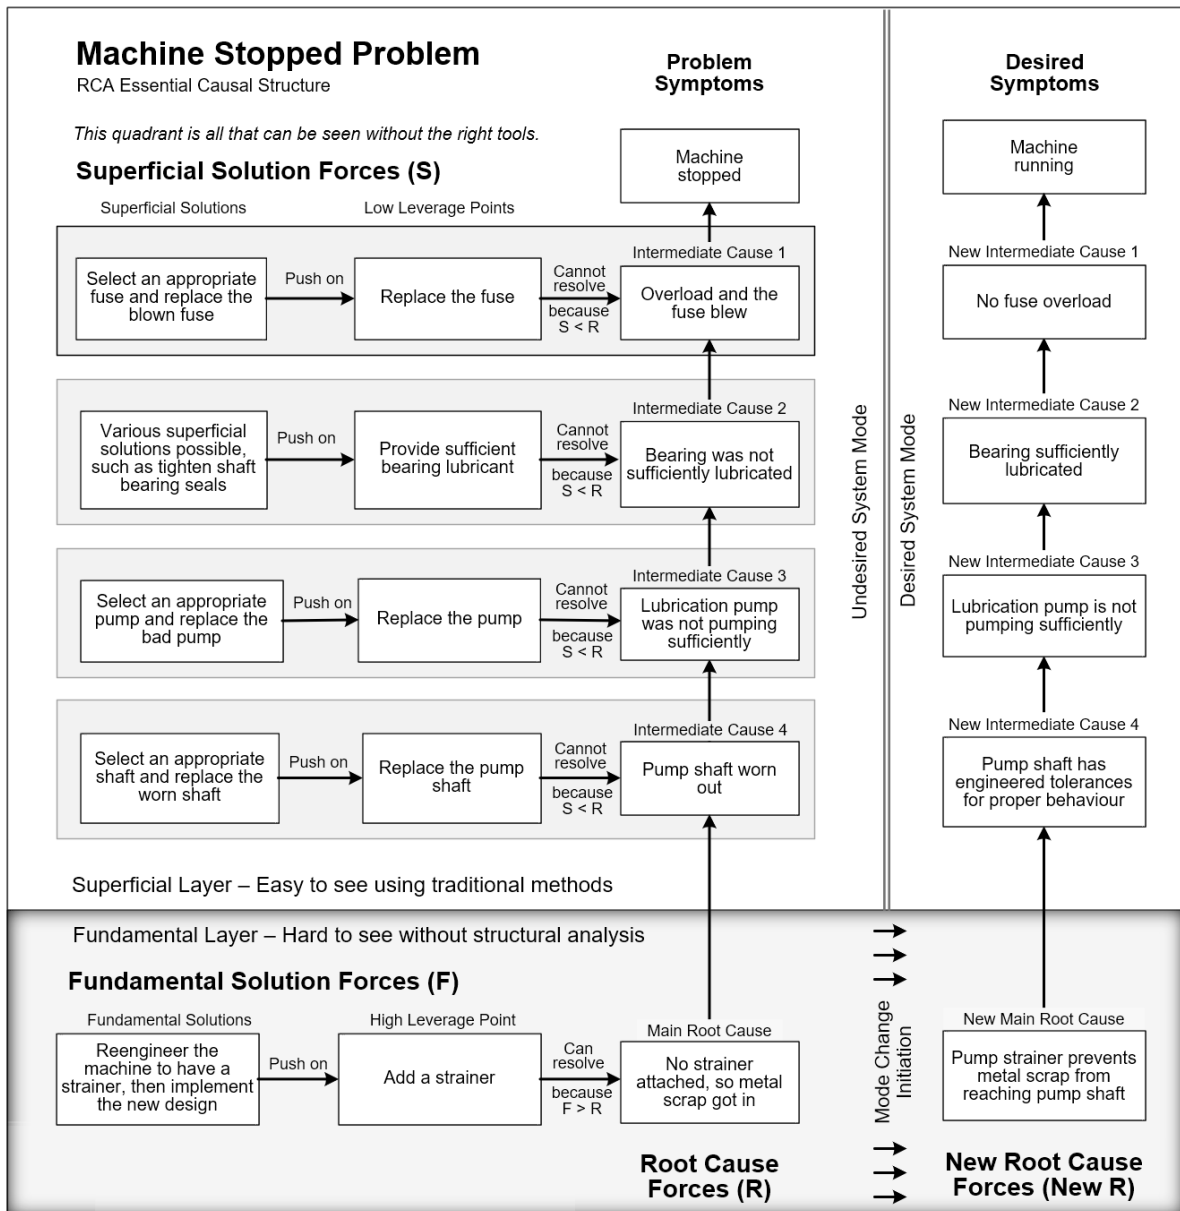 Machine Stopped Problem
RCA Essential Causal Structure
This quadrant is all that can be seen without the right tools.
Superficial Solution Forces (S)
Superficial Solutions
Low Leverage Points
Problem
Symptoms
Machine
stopped
Select an appropriate
fuse and replace the
blown fuse
Push on
Replace the fuse
Cannot
resolve
because
S < R
Intermediate Cause 1
Overload and the
fuse blew
Various superficial
solutions possible,
such as tighten shaft
bearing seals
Push on
Provide sufficient
bearing lubricant
Cannot
resolve
because
S < R
Intermediate Cause 2
Bearing was not
sufficiently lubricated
Select an appropriate
pump and replace the
bad pump
Push on
Replace the pump
Cannot
resolve
because
S < R
Intermediate Cause 3
Lubrication pump
was not pumping
sufficiently
Select an appropriate
shaft and replace the
worn shaft
Push on
Replace the pump
shaft
Cannot
resolve
because
S < R
Intermediate Cause 4
Pump shaft worn
out
Superficial Layer – Easy to see using traditional methods
Undesired System Mode
Desired System Mode
Desired
Symptoms
Machine
running
New Intermediate Cause 1
No fuse overload
New Intermediate Cause 2
Bearing sufficiently
lubricated
New Intermediate Cause 3
Lubrication pump is not
pumping sufficiently
New Intermediate Cause 4
Pump shaft has
engineered tolerances
for proper behaviour
Fundamental Layer – Hard to see without structural analysis
Fundamental Solution Forces (F)
Fundamental Solutions
Reengineer the
machine to have a
strainer, then implement
the new design
Push on
High Leverage Point
Add a strainer
Can
resolve
because
F > R
Main Root Cause
No strainer
attached, so metal
scrap got in
Root Cause
Forces (R)
Mode Change
Initiation
New Main Root Cause
Pump strainer prevents
metal scrap from
reaching pump shaft
New Root Cause
Forces (New R)